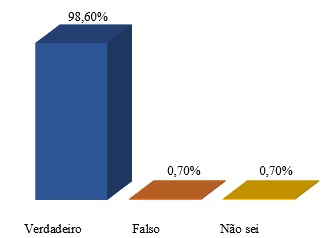 98,60%
0,70%
0,70%
Verdadeiro
Falso
Não sei